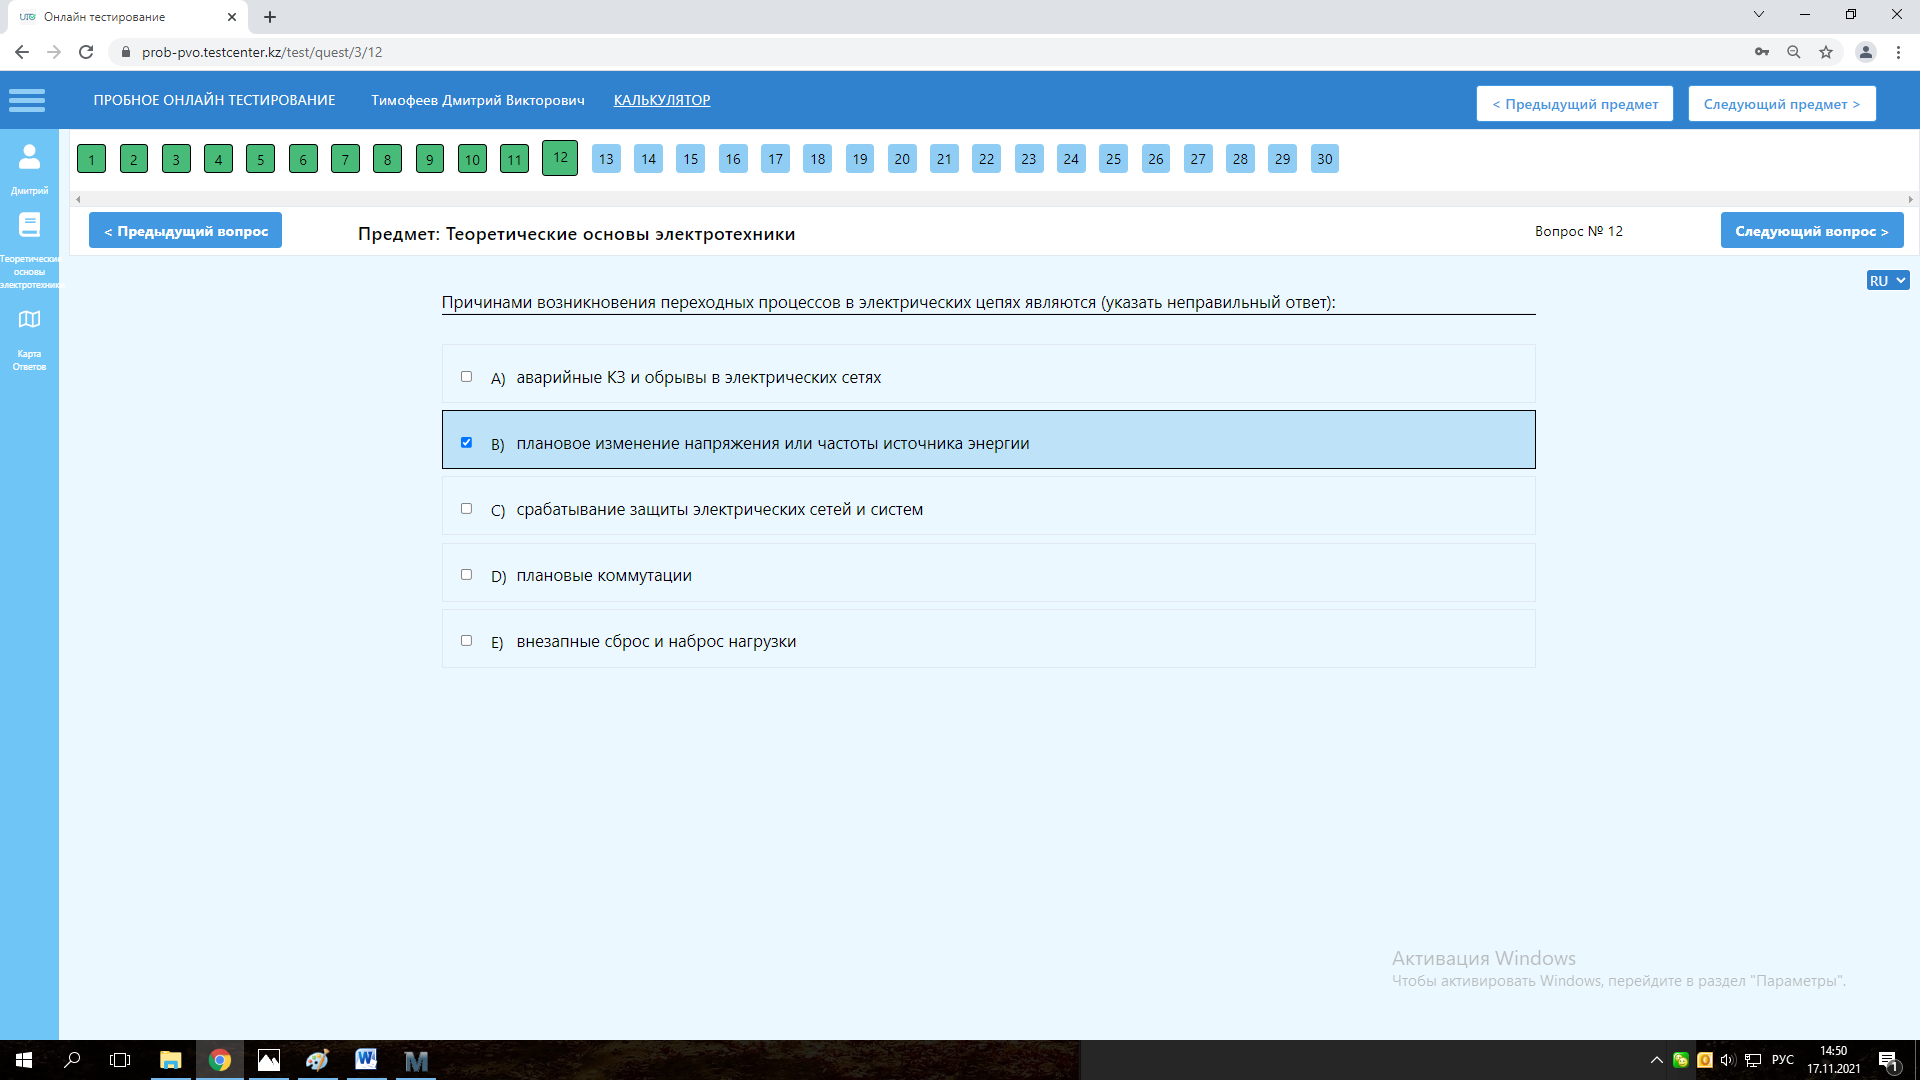 UTO Онлайн тестирование
prob-pvo.testcenter.kz/test/quest/3/12
ПРОБНОЕ ОНЛАЙН ТЕСТИРОВАНИЕ Тимофеев Дмитрий Викторович КАЛЬКУЛЯТОР < Предыдущий предмет Следующий предмет >
1 2 3 4 5 6 7 8 9 10 11 12 13 14 15 16 17 18 19 20 21 22 23 24 25 26 27 28 29 30
Дмитрий
< Предыдущий вопрос Предмет: Теоретические основы электротехники Вопрос № 12 Следующий вопрос >
Теоретические
основы
электротехники
RU
Причинами возникновения переходных процессов в электрических цепях являются (указать неправильный ответ):
Карта
Ответов
A) аварийные КЗ и обрывы в электрических сетях
B) плановое изменение напряжения или частоты источника энергии
C) срабатывание защиты электрических сетей и систем
D) плановые коммутации
E) внезапные сброс и наброс нагрузки
Активация Windows
Чтобы активировать Windows, перейдите в раздел "Параметры".
РУС
14:50
17.11.2021
1